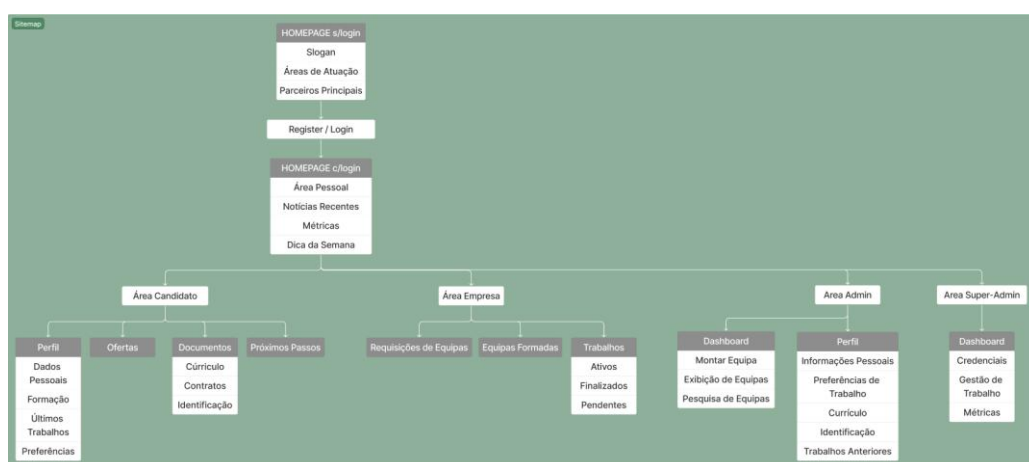 Sitemap
HOMEPAGE s/login
Slogan
Áreas de Atuação
Parceiros Principais
Register / Login
HOMEPAGE c/login
Área Pessoal
Notícias Recentes
Métricas
Dica da Semana
Área Candidato
Área Empresa
Area Admin
Area Super-Admin
Perfil
Dados
Pessoais
Formação
Últimos
Trabalhos
Preferências
Ofertas
Documentos
Cúrriculo
Contratos
Identificação
Próximos Passos
Requisições de Equipas
Equipas Formadas
Trabalhos
Ativos
Finalizados
Pendentes
Dashboard
Montar Equipa
Exibição de Equipas
Pesquisa de Equipas
Perfil
Informações Pessoais
Preferências de
Trabalho
Currículo
Identificação
Trabalhos Anteriores
Dashboard
Credenciais
Gestão de
Trabalho
Métricas